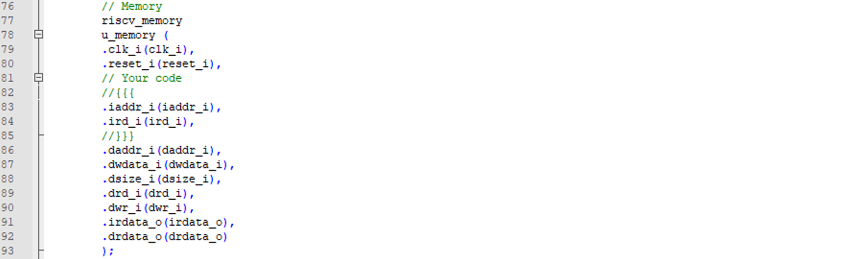 76 // Memory
77 riscv_memory
78 u_memory (
79 .clk_i(clk_i),
80 .reset_i(reset_i),
81 // Your code
82 //{{{
83 .iaddr_i(iaddr_i),
84 .ird_i(ird_i),
85 //}}}
86 .daddr_i(daddr_i),
87 .dwdata_i(dwdata_i),
88 .dsize_i(dsize_i),
89 .drd_i(drd_i),
90 .dwr_i(dwr_i),
91 .irdata_o(irdata_o),
92 .drdata_o(drdata_o)
93 );